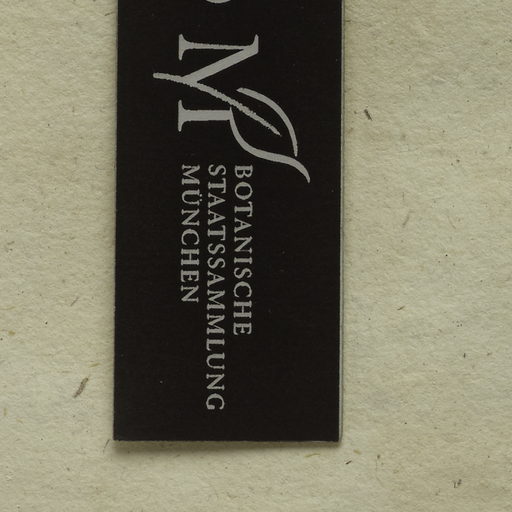 M
BOTANISCHE
STAATSSAMMLUNG
MÜNCHEN